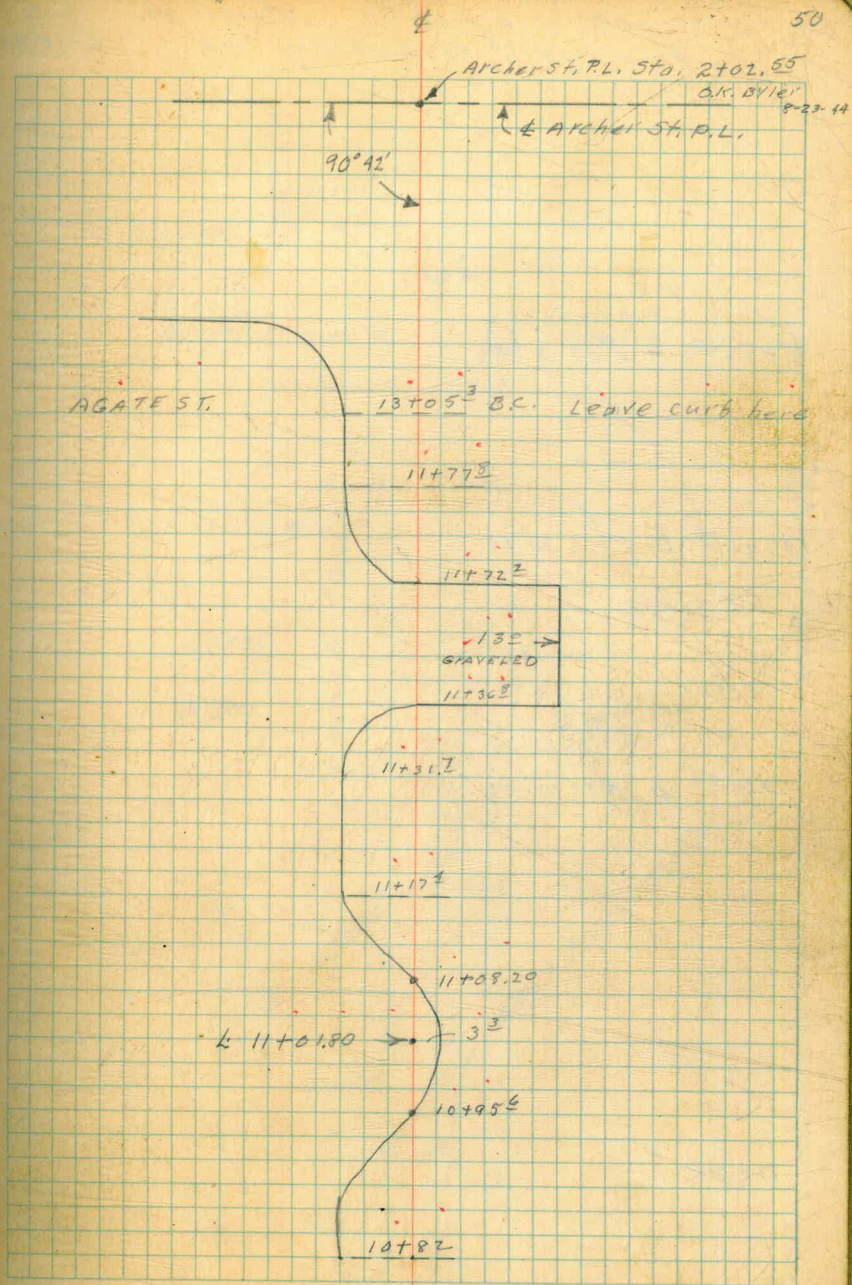 ℄ 50
Archer St. P.L. Sta. 2+02.55
O.K. Byler
8-23-44
℄ Archer St. P.L.
90°42'
AGATE ST. 13+05 3 B.C. Leave curb here
11+77 8
11+72 2
13 0
GRAVELED
11+36 8
11+31.7
11+17 4
11+08.20
℄ 11+01.80 3 3
10+95 6
10+82